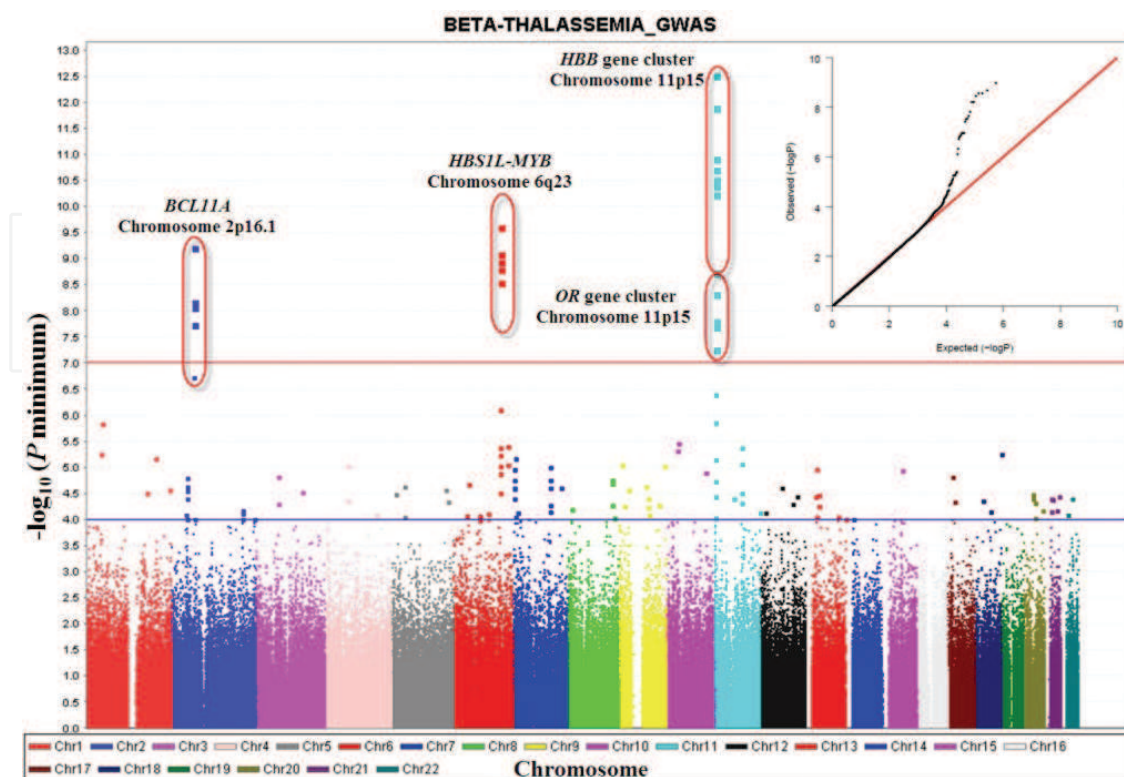 BETA-THALASSEMIA_GWAS
-log10 (P minimum)
13.0
12.5
12.0
11.5
11.0
10.5
10.0
9.5
9.0
8.5
8.0
7.5
7.0
6.5
6.0
5.5
5.0
4.5
4.0
3.5
3.0
2.5
2.0
1.5
1.0
0.5
0.0
BCL11A
Chromosome 2p16.1
HBS1L-MYB
Chromosome 6q23
HBB gene cluster
Chromosome 11p15
OR gene cluster
Chromosome 11p15
Observed (−logP)
10
8
6
4
2
0
0 2 4 6 8 10
Expected (−logP)
Chr1 Chr2 Chr3 Chr4 Chr5 Chr6 Chr7 Chr8 Chr9 Chr10 Chr11 Chr12 Chr13 Chr14 Chr15 Chr16
Chr17 Chr18 Chr19 Chr20 Chr21 Chr22
Chromosome